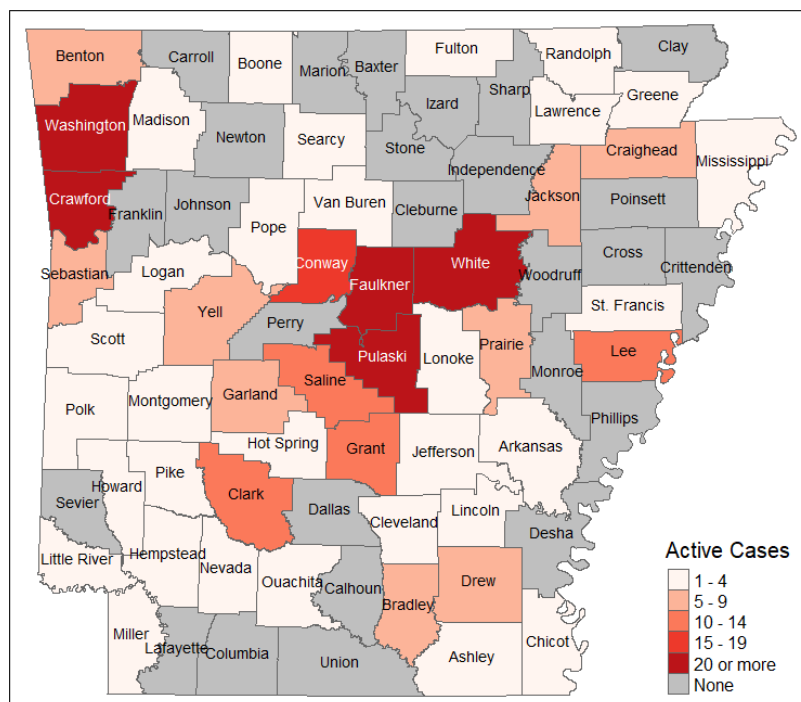 Benton
Carroll
Boone
Marion
Baxter
Fulton
Sharp
Randolph
Clay
Washington
Madison
Newton
Searcy
Stone
Izard
Lawrence
Greene
Independence
Craighead
Mississippi
Crawford
Franklin
Johnson
Pope
Van Buren
Cleburne
Jackson
Poinsett
Sebastian
Logan
Conway
Faulkner
White
Woodruff
Cross
Crittenden
Scott
Yell
Perry
Pulaski
Lonoke
Prairie
Monroe
St. Francis
Lee
Polk
Montgomery
Garland
Saline
Phillips
Hot Spring
Grant
Jefferson
Arkansas
Sevier
Howard
Pike
Clark
Dallas
Cleveland
Lincoln
Desha
Little River
Hempstead
Nevada
Ouachita
Calhoun
Bradley
Drew
Miller
Lafayette
Columbia
Union
Ashley
Chicot
Active Cases
1 - 4
5 - 9
10 - 14
15 - 19
20 or more
None